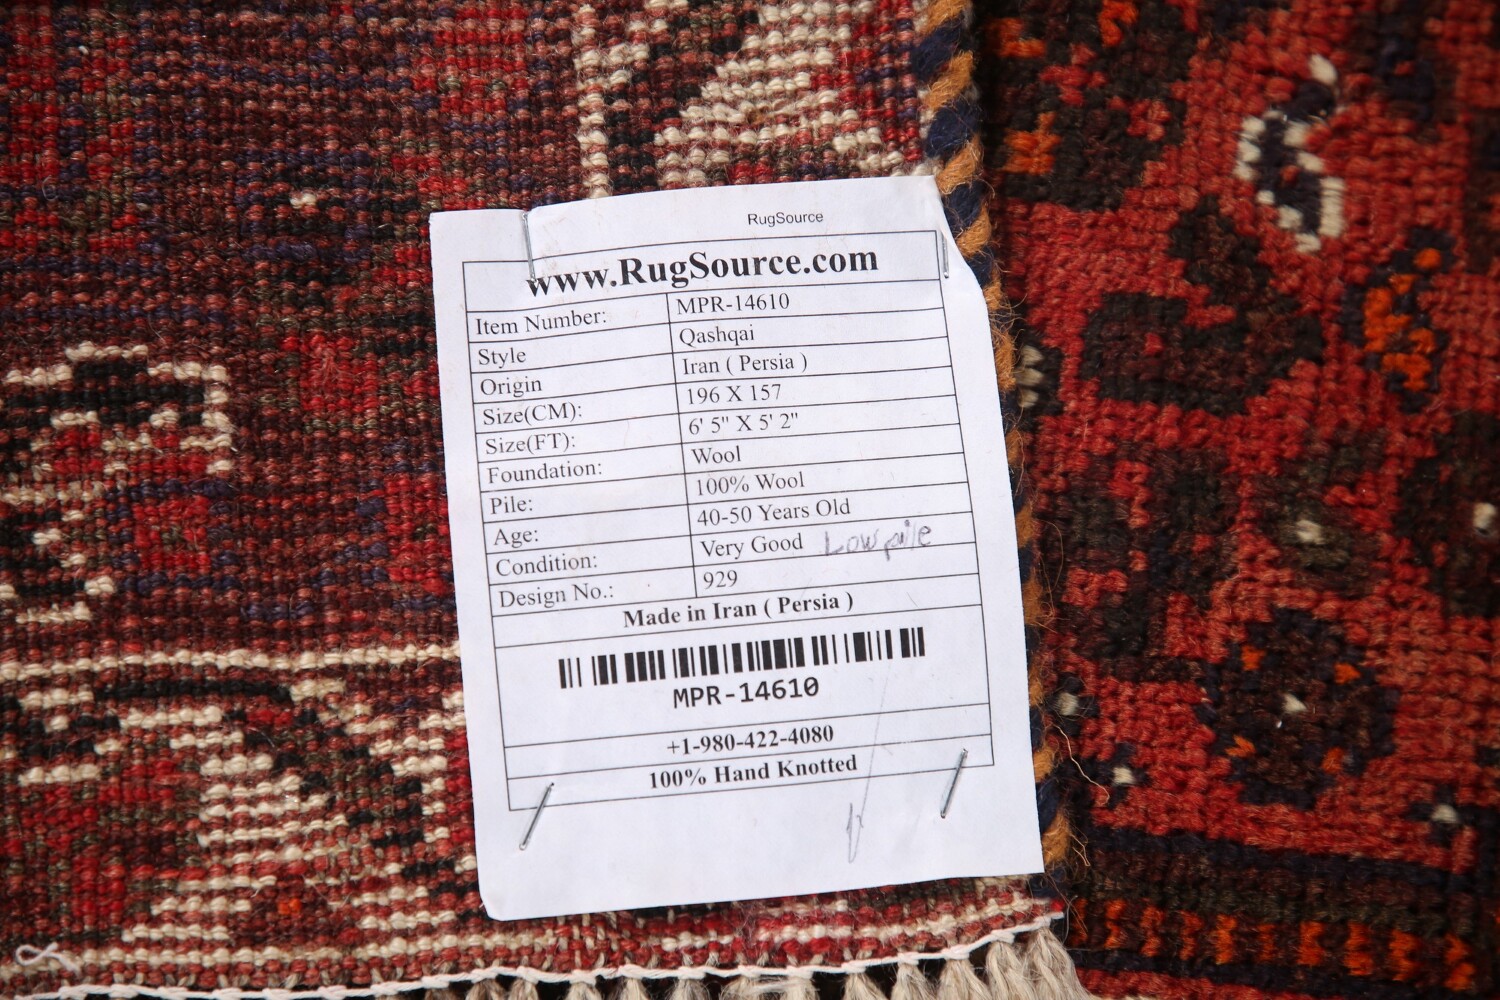 RugSource
www.RugSource.com
Item Number: MPR-14610
Style Qashqai
Origin Iran ( Persia )
Size(CM): 196 X 157
Size(FT): 6' 5" X 5' 2"
Foundation: Wool
Pile: 100% Wool
Age: 40-50 Years Old
Condition: Very Good Low pile
Design No.: 929
Made in Iran ( Persia )
MPR-14610
+1-980-422-4080
100% Hand Knotted